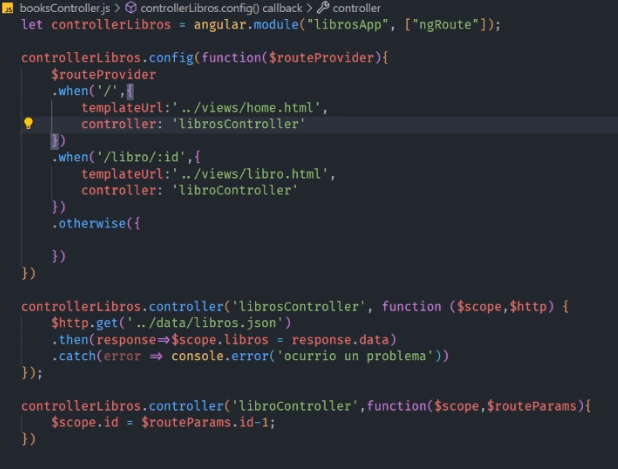 JS booksController.js > controllerLibros.config() callback > controller
let controllerLibros = angular.module("librosApp", ["ngRoute"]);
controllerLibros.config(function($routeProvider){
$routeProvider
.when('/',{
templateUrl:'../views/home.html',
controller: 'librosController'
})
.when('/libro/:id',{
templateUrl:'../views/libro.html',
controller: 'libroController'
})
.otherwise({
})
})
controllerLibros.controller('librosController', function ($scope,$http) {
$http.get('../data/libros.json')
.then(response=>$scope.libros = response.data)
.catch(error => console.error('ocurrio un problema'))
});
controllerLibros.controller('libroController',function($scope,$routeParams){
$scope.id = $routeParams.id-1;
})